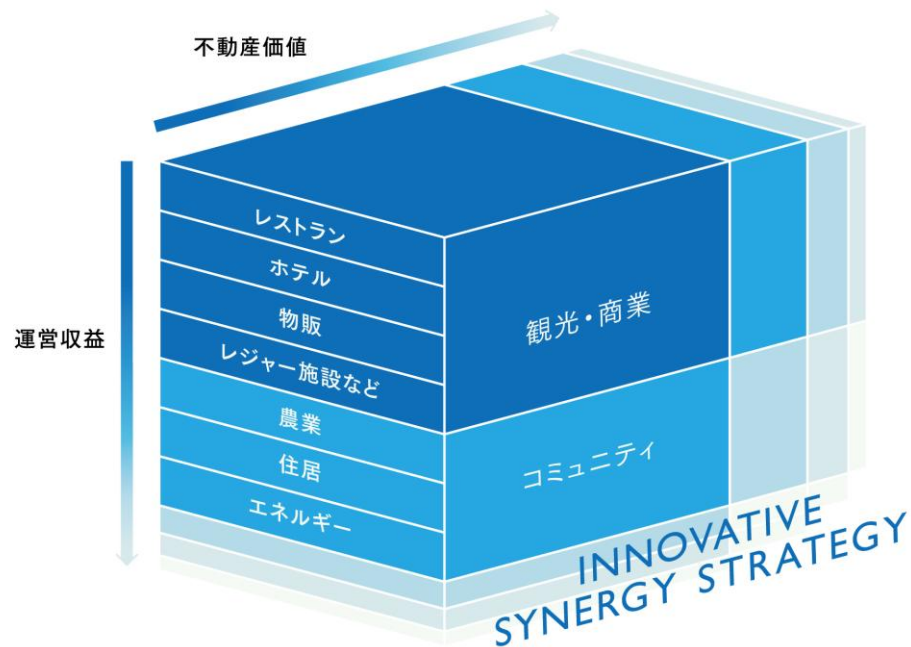 不動産価値
運営収益
レストラン
ホテル
物販
レジャー施設など
農業
住居
エネルギー
観光・商業
コミュニティ
INNOVATIVE
SYNERGY STRATEGY